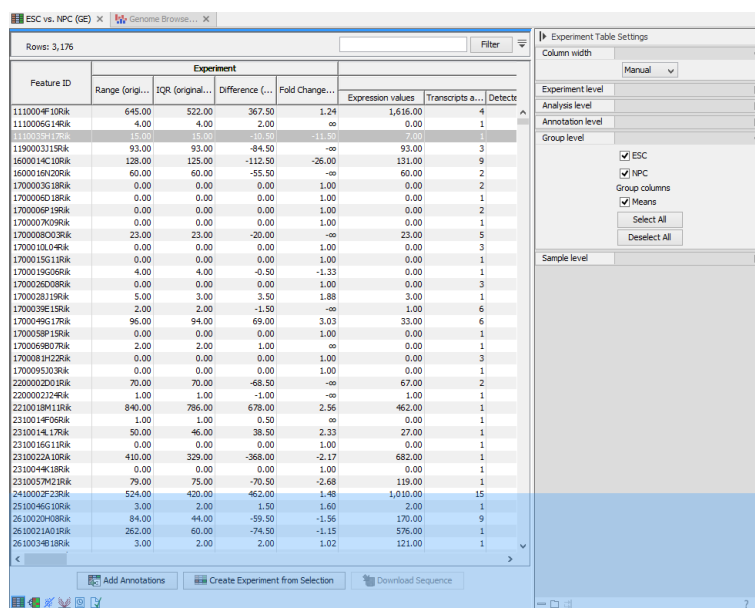 ESC vs. NPC (GE) Genome Browse...
Rows: 3,176 Filter
Experiment
Feature ID Range (origi... IQR (original... Difference (... Fold Change... Expression values Transcripts a... Detecte
1110004F10Rik 645.00 522.00 367.50 1.24 1,616.00 4
1110006G14Rik 4.00 4.00 2.00 ∞ 0.00 1
1110035H17Rik 15.00 15.00 -10.50 -11.50 7.00 1
1190003J15Rik 93.00 93.00 -84.50 -∞ 93.00 3
1600014C10Rik 128.00 125.00 -112.50 -26.00 131.00 9
1600016N20Rik 60.00 60.00 -55.50 -∞ 60.00 2
1700003G18Rik 0.00 0.00 0.00 1.00 0.00 2
1700006D18Rik 0.00 0.00 0.00 1.00 0.00 1
1700006P19Rik 0.00 0.00 0.00 1.00 0.00 2
1700007K09Rik 0.00 0.00 0.00 1.00 0.00 1
1700008O03Rik 23.00 23.00 -20.00 -∞ 23.00 5
1700010L04Rik 0.00 0.00 0.00 1.00 0.00 3
1700015G11Rik 0.00 0.00 0.00 1.00 0.00 1
1700019G06Rik 4.00 4.00 -0.50 -1.33 0.00 1
1700026D08Rik 0.00 0.00 0.00 1.00 0.00 3
1700028J19Rik 5.00 3.00 3.50 1.88 3.00 1
1700039E15Rik 2.00 2.00 -1.50 -∞ 1.00 6
1700049G17Rik 96.00 94.00 69.00 3.03 33.00 6
1700058P15Rik 0.00 0.00 0.00 1.00 0.00 1
1700069B07Rik 2.00 2.00 1.00 ∞ 0.00 1
1700081H22Rik 0.00 0.00 0.00 1.00 0.00 3
1700095J03Rik 0.00 0.00 0.00 1.00 0.00 1
2200002D01Rik 70.00 70.00 -68.50 -∞ 67.00 2
2200002J24Rik 1.00 1.00 -1.00 -∞ 1.00 1
2210018M11Rik 840.00 786.00 678.00 2.56 462.00 1
2310014F06Rik 1.00 1.00 0.50 ∞ 0.00 1
2310014L17Rik 50.00 46.00 38.50 2.33 27.00 1
2310016G11Rik 0.00 0.00 0.00 1.00 0.00 1
2310022A10Rik 410.00 329.00 -368.00 -2.17 682.00 1
2310044K18Rik 0.00 0.00 0.00 1.00 0.00 1
2310057M21Rik 79.00 75.00 -70.50 -2.68 119.00 1
2410002F23Rik 524.00 420.00 462.00 1.48 1,010.00 15
2510046G10Rik 3.00 2.00 1.50 1.60 2.00 1
2610020H08Rik 84.00 44.00 -59.50 -1.56 170.00 9
2610021A01Rik 262.00 60.00 -74.50 -1.15 576.00 1
2610034B18Rik 3.00 2.00 2.00 1.02 121.00 1
Add Annotations Create Experiment from Selection Download Sequence
Experiment Table Settings
Column width
Manual
Experiment level
Analysis level
Annotation level
Group level
ESC
NPC
Group columns
Means
Select All
Deselect All
Sample level
?